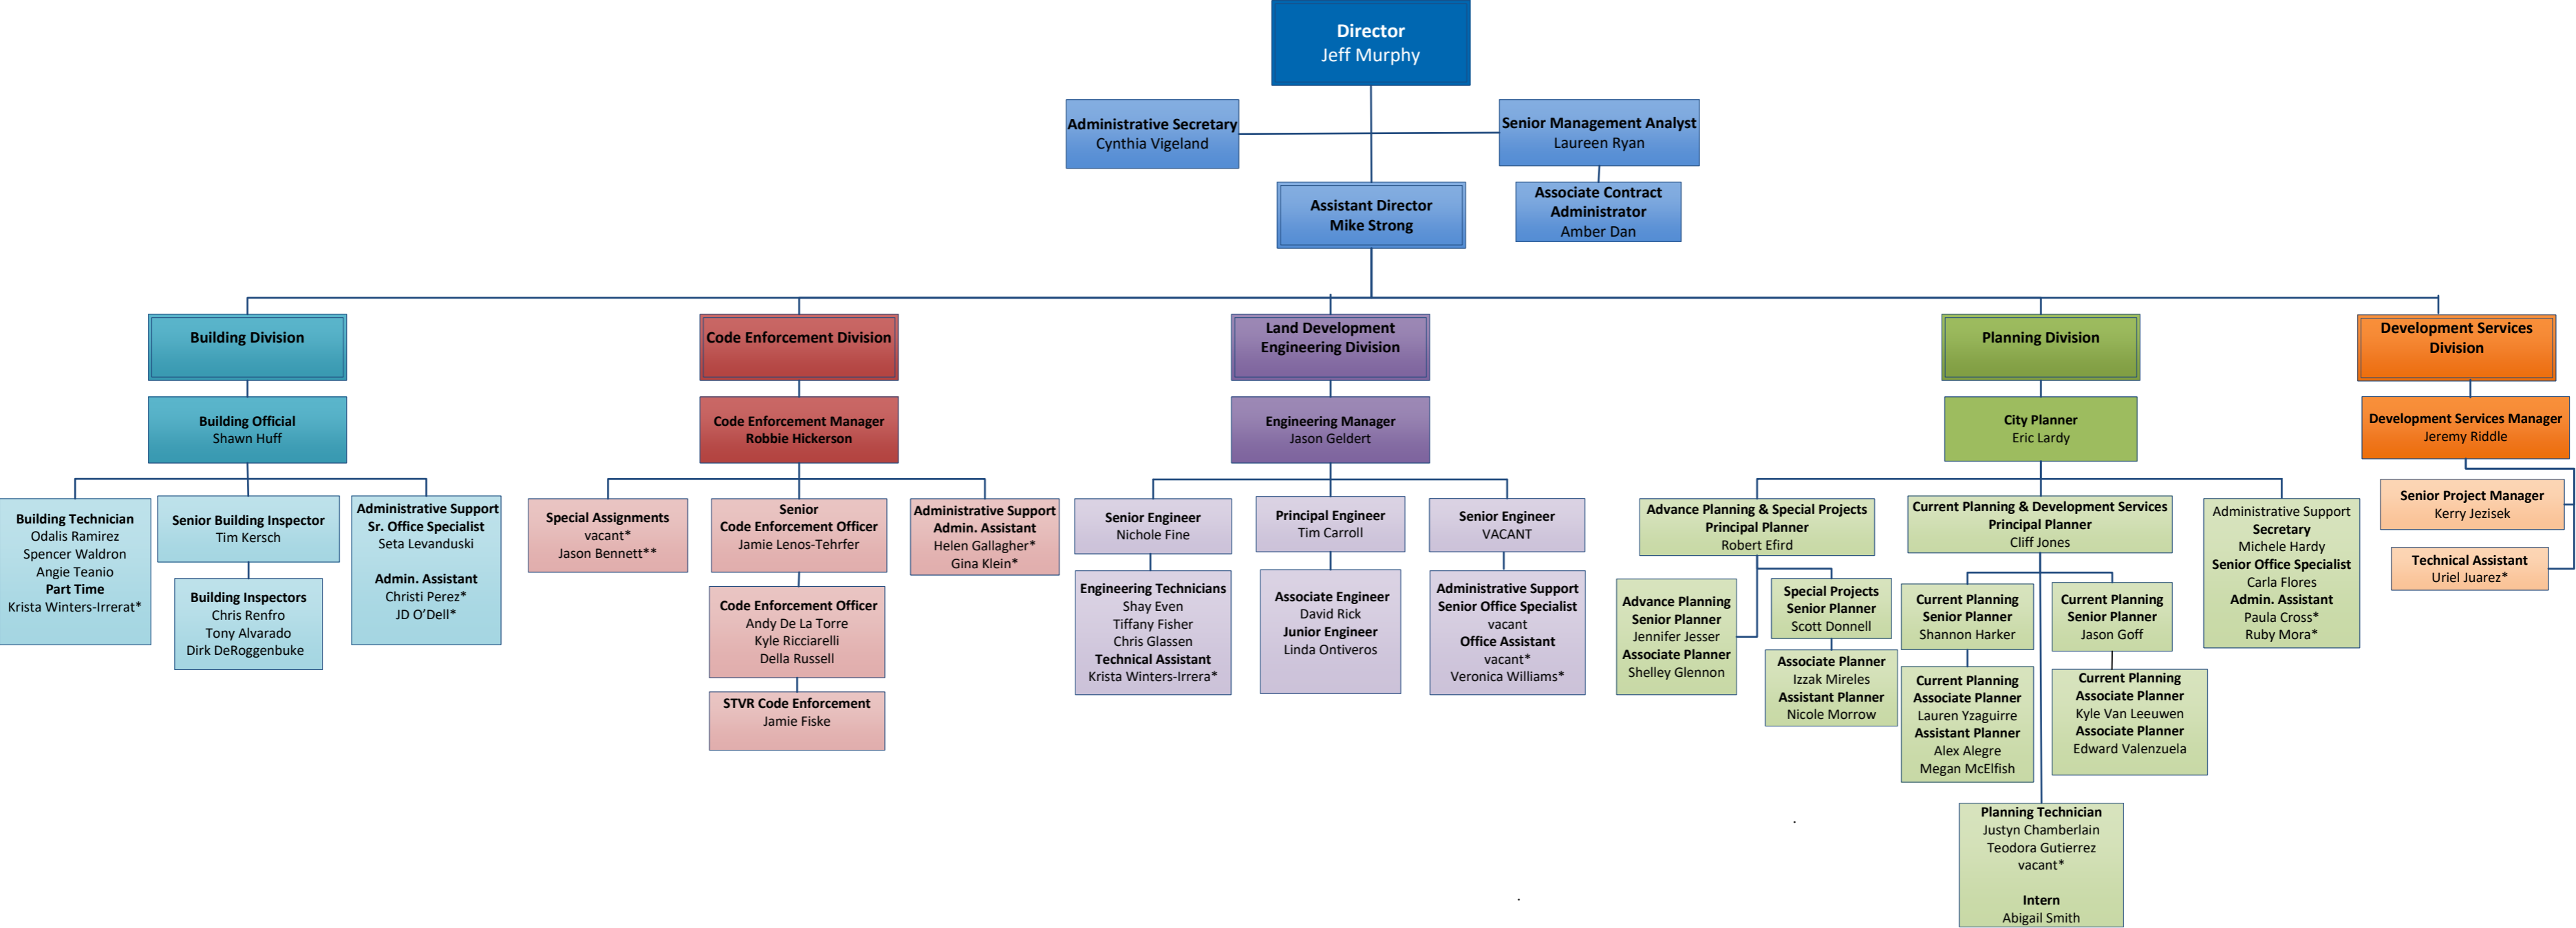 Director
Jeff Murphy
Administrative Secretary
Cynthia Vigeland
Senior Management Analyst
Laureen Ryan
Assistant Director
Mike Strong
Associate Contract
Administrator
Amber Dan
Building Division
Building Official
Shawn Huff
Building Technician
Odalis Ramirez
Spencer Waldron
Angie Teanio
Part Time
Krista Winters-Irrerat*
Senior Building Inspector
Tim Kersch
Building Inspectors
Chris Renfro
Tony Alvarado
Dirk DeRoggenbuke
Administrative Support
Sr. Office Specialist
Seta Levanduski
Admin. Assistant
Christi Perez*
JD O’Dell*
Code Enforcement Division
Code Enforcement Manager
Robbie Hickerson
Special Assignments
vacant*
Jason Bennett**
Senior
Code Enforcement Officer
Jamie Lenos-Tehrfer
Code Enforcement Officer
Andy De La Torre
Kyle Ricciarelli
Della Russell
STVR Code Enforcement
Jamie Fiske
Administrative Support
Admin. Assistant
Helen Gallagher*
Gina Klein*
Land Development
Engineering Division
Engineering Manager
Jason Geldert
Senior Engineer
Nichole Fine
Engineering Technicians
Shay Even
Tiffany Fisher
Chris Glassen
Technical Assistant
Krista Winters-Irrera*
Principal Engineer
Tim Carroll
Associate Engineer
David Rick
Junior Engineer
Linda Ontiveros
Senior Engineer
VACANT
Administrative Support
Senior Office Specialist
vacant
Office Assistant
vacant*
Veronica Williams*
Planning Division
City Planner
Eric Lardy
Advance Planning & Special Projects
Principal Planner
Robert Efird
Advance Planning
Senior Planner
Jennifer Jesser
Associate Planner
Shelley Glennon
Special Projects
Senior Planner
Scott Donnell
Associate Planner
Izzak Mireles
Assistant Planner
Nicole Morrow
Current Planning & Development Services
Principal Planner
Cliff Jones
Current Planning
Senior Planner
Shannon Harker
Current Planning
Associate Planner
Lauren Yzaguirre
Assistant Planner
Alex Alegre
Megan McElfish
Current Planning
Senior Planner
Jason Goff
Current Planning
Associate Planner
Kyle Van Leeuwen
Associate Planner
Edward Valenzuela
Planning Technician
Justyn Chamberlain
Teodora Gutierrez
vacant*
Intern
Abigail Smith
Administrative Support
Secretary
Michele Hardy
Senior Office Specialist
Carla Flores
Admin. Assistant
Paula Cross*
Ruby Mora*
Development Services
Division
Development Services Manager
Jeremy Riddle
Senior Project Manager
Kerry Jezisek
Technical Assistant
Uriel Juarez*